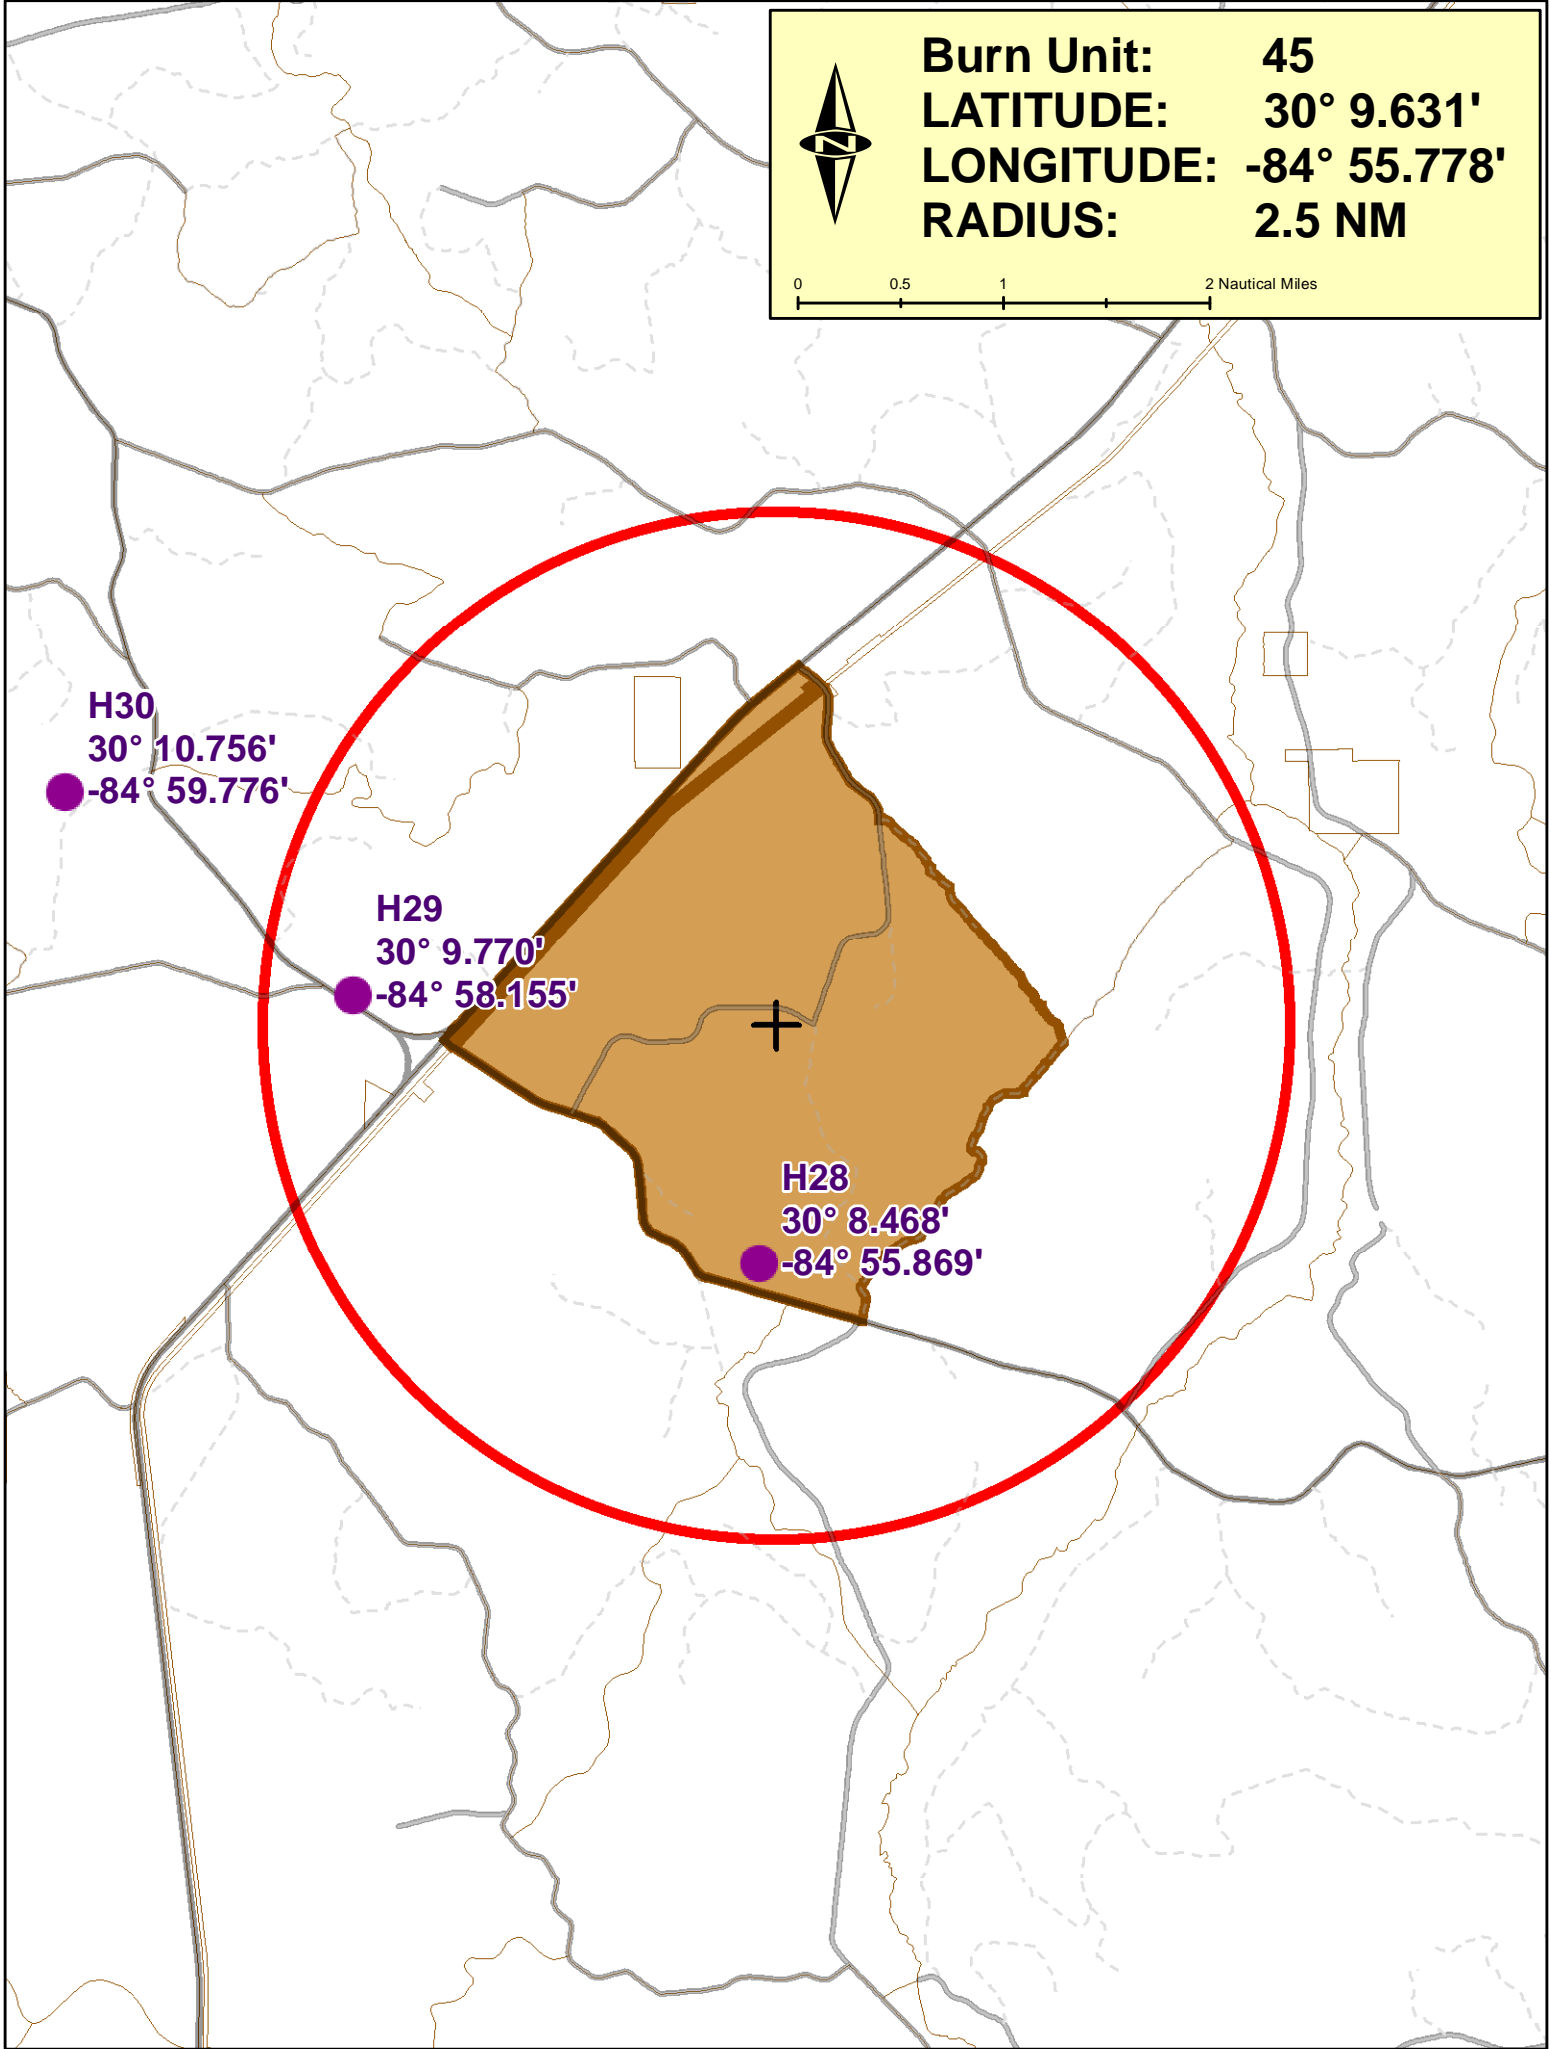 Burn Unit: 45
LATITUDE: 30° 9.631'
LONGITUDE: -84° 55.778'
RADIUS: 2.5 NM
N
0 0.5 1 2 Nautical Miles
H30
30° 10.756'
-84° 59.776'
H29
30° 9.770'
-84° 58.155'
H28
30° 8.468'
-84° 55.869'